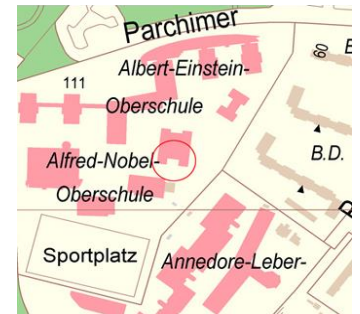 Parchimer
Albert-Einstein-
Oberschule
111
60
Alfred-Nobel-
Oberschule
B.D.
Sportplatz
Annedore-Leber-